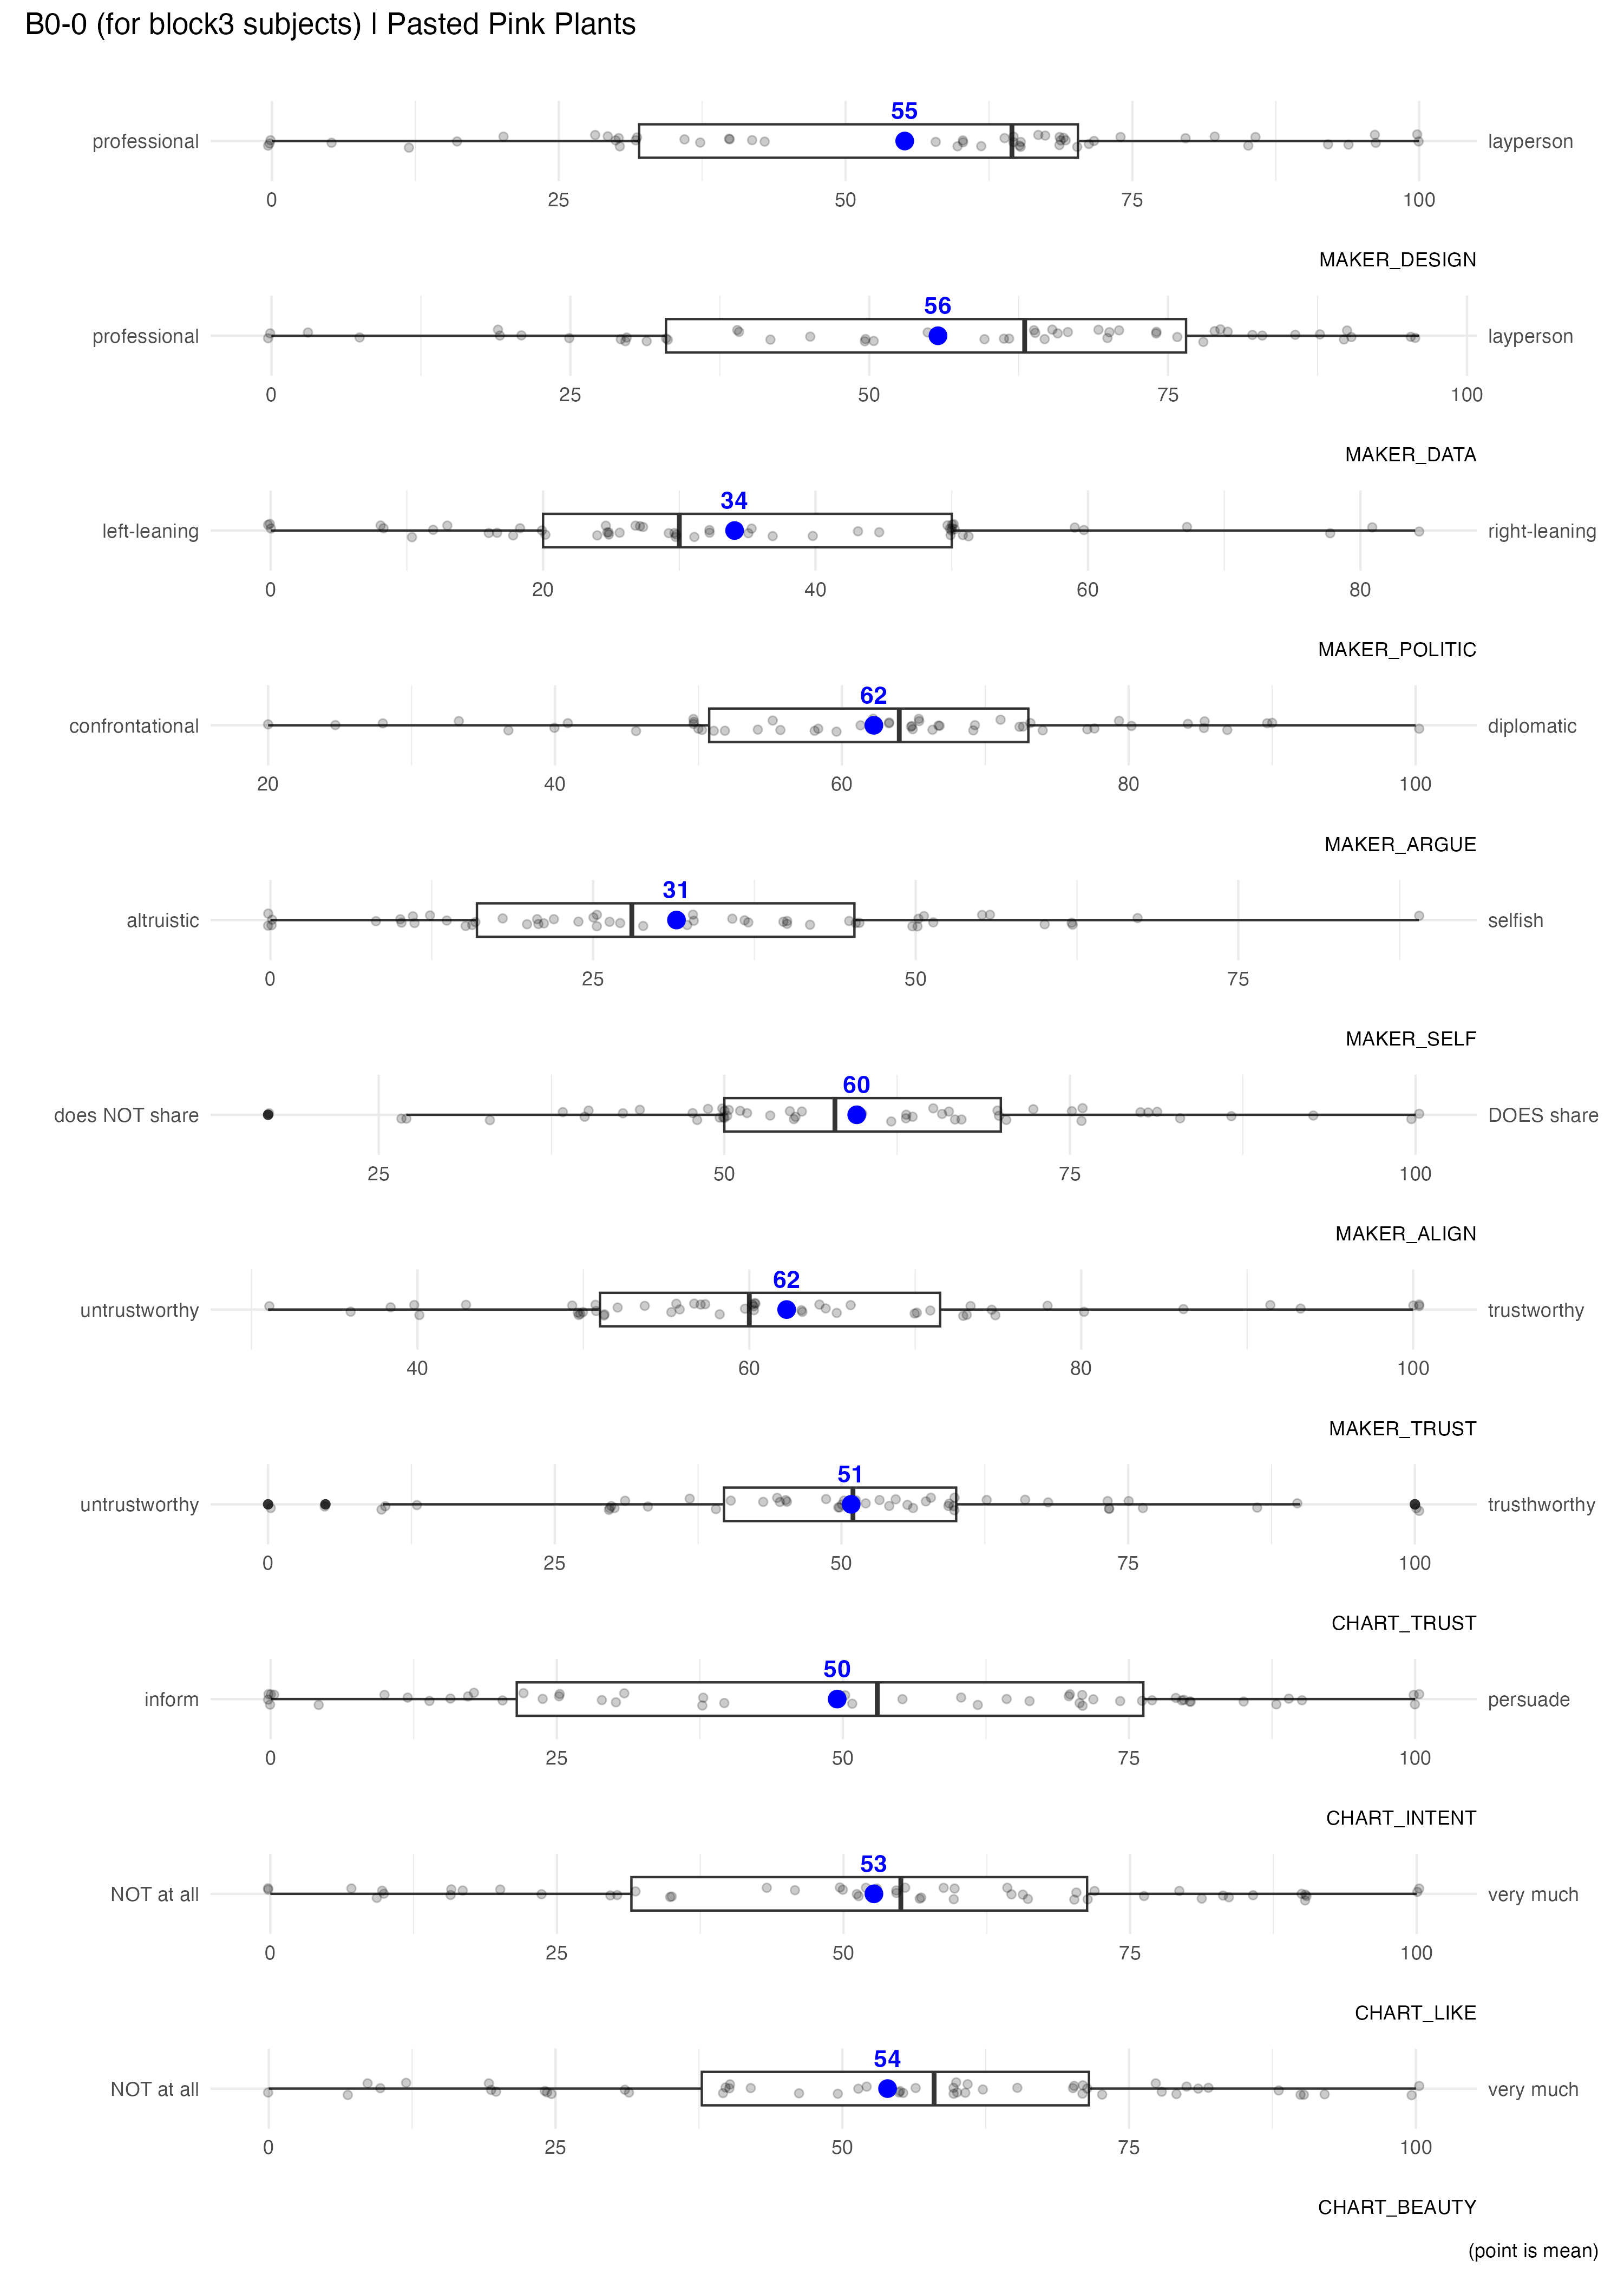 B0-0 (for block3 subjects) | Pasted Pink Plants
55
professional layperson
0 25 50 75 100
MAKER_DESIGN
56
professional layperson
0 25 50 75 100
MAKER_DATA
34
left-leaning right-leaning
0 20 40 60 80
MAKER_POLITIC
62
confrontational diplomatic
20 40 60 80 100
MAKER_ARGUE
31
altruistic selfish
0 25 50 75
MAKER_SELF
60
does NOT share DOES share
25 50 75 100
MAKER_ALIGN
62
untrustworthy trustworthy
40 60 80 100
MAKER_TRUST
51
untrustworthy trusthworthy
0 25 50 75 100
CHART_TRUST
50
inform persuade
0 25 50 75 100
CHART_INTENT
53
NOT at all very much
0 25 50 75 100
CHART_LIKE
54
NOT at all very much
0 25 50 75 100
CHART_BEAUTY
(point is mean)